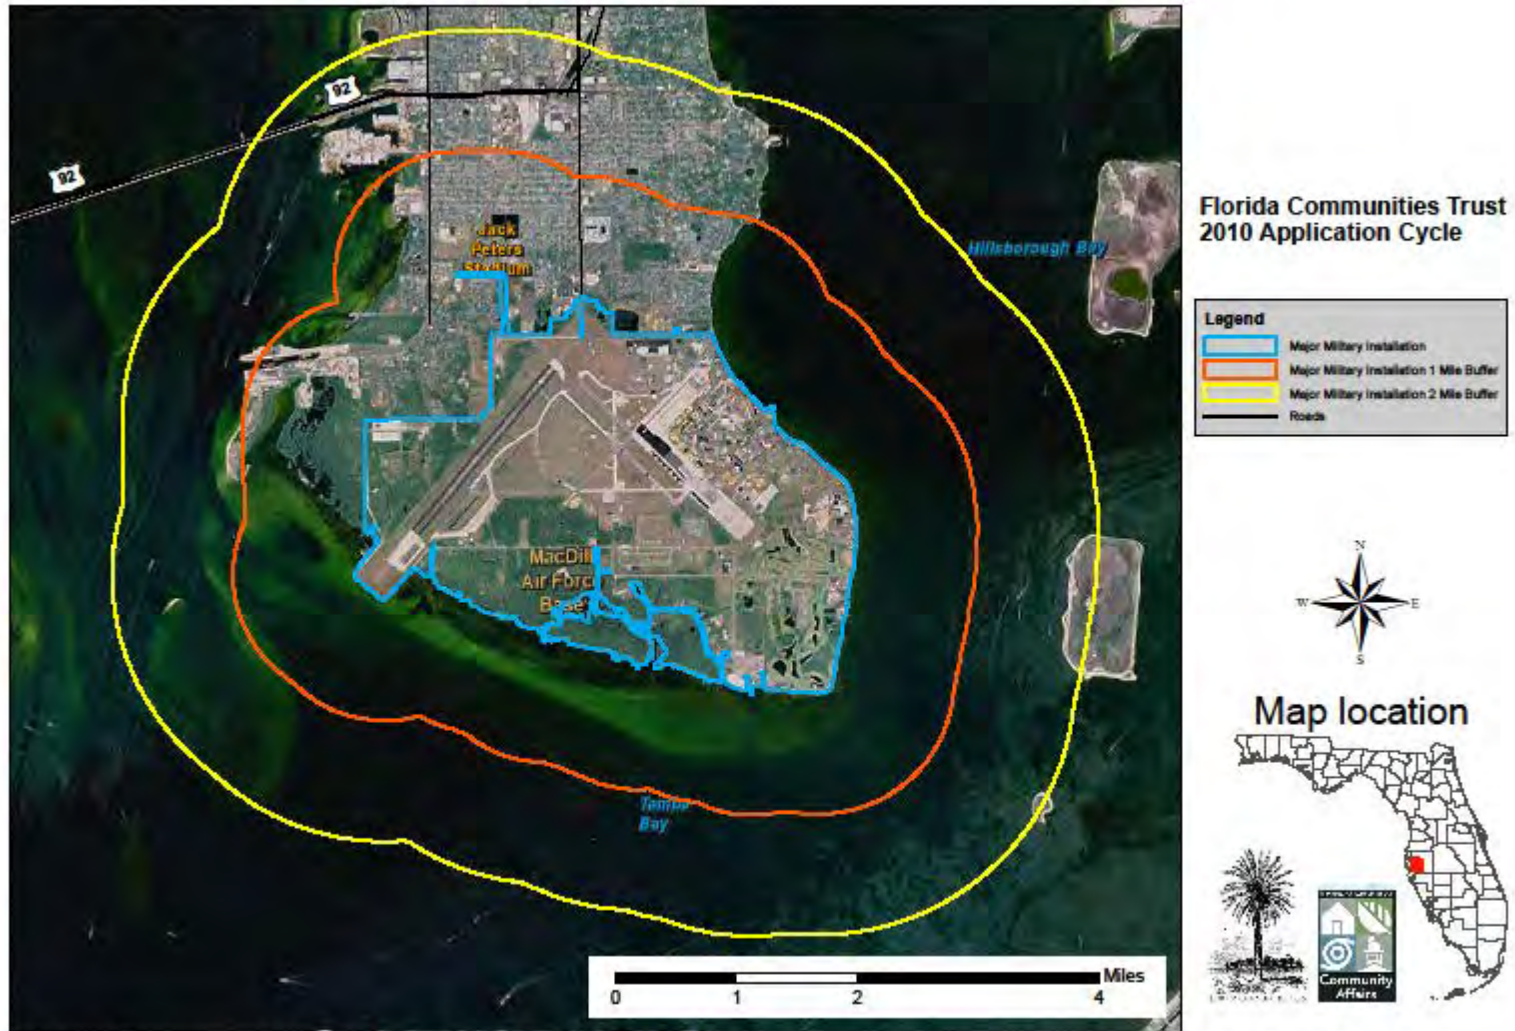 92
92
Jack
Peters
Stadium
Hillsborough Bay
MacDill
Air Force
Base
Tampa
Bay
Miles
0 1 2 4
Florida Communities Trust
2010 Application Cycle
Legend
Major Military Installation
Major Military Installation 1 Mile Buffer
Major Military Installation 2 Mile Buffer
Roads
N
W E
S
Map location
Community
Affairs